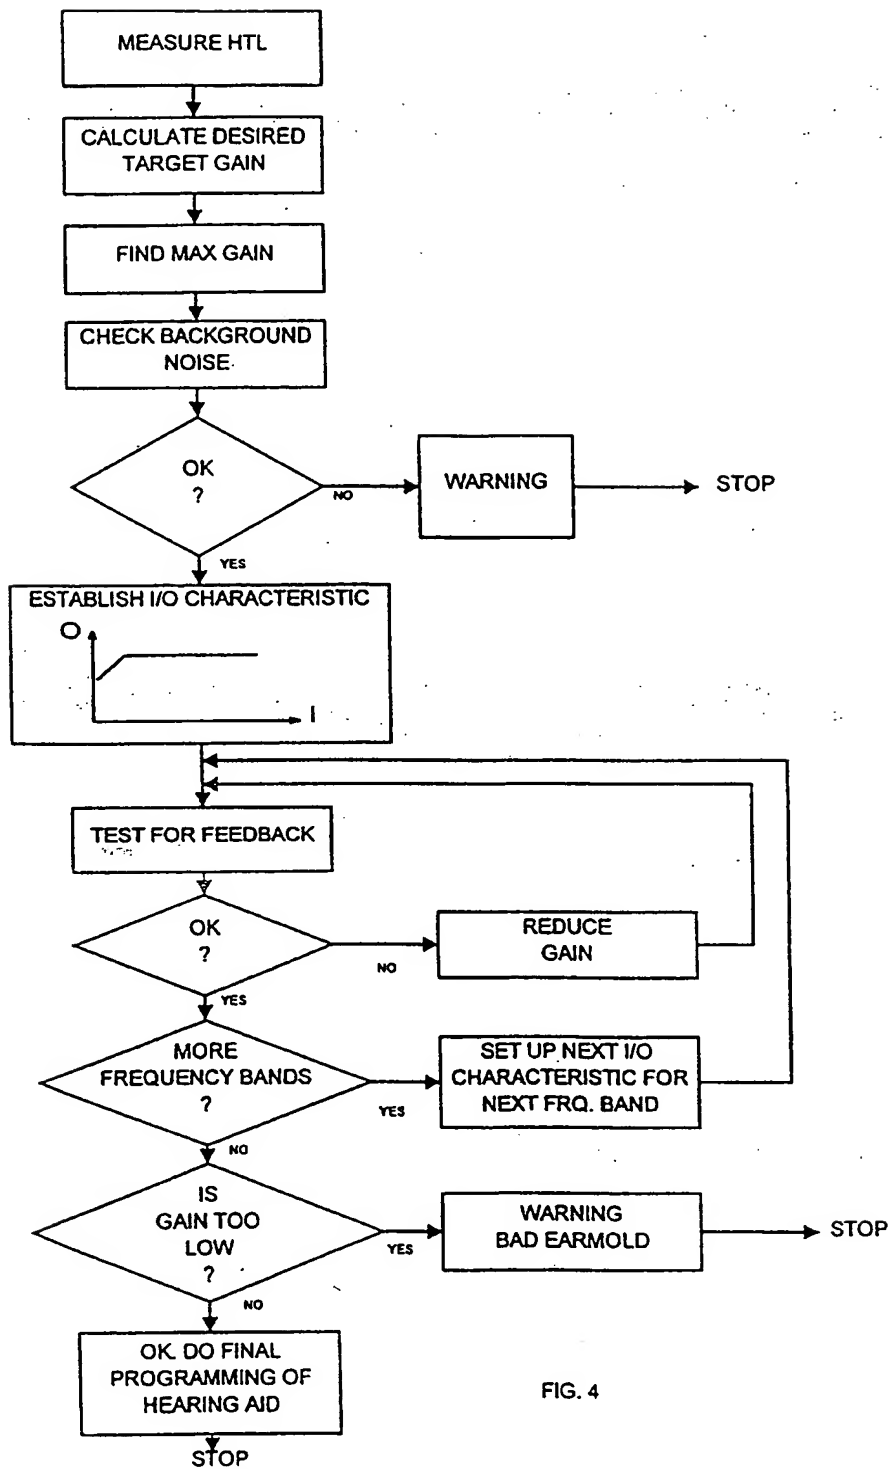 MEASURE HTL
CALCULATE DESIRED
TARGET GAIN
FIND MAX GAIN
CHECK BACKGROUND
NOISE
OK
?
NO
WARNING
STOP
YES
ESTABLISH I/O CHARACTERISTIC
O
I
TEST FOR FEEDBACK
OK
?
NO
REDUCE
GAIN
YES
MORE
FREQUENCY BANDS
?
YES
SET UP NEXT I/O
CHARACTERISTIC FOR
NEXT FRQ. BAND
NO
IS
GAIN TOO
LOW
?
YES
WARNING
BAD EARMOLD
STOP
NO
OK. DO FINAL
PROGRAMMING OF
HEARING AID
STOP
FIG. 4